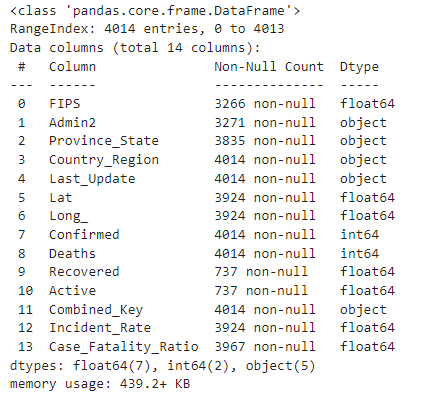 <class 'pandas.core.frame.DataFrame'>
RangeIndex: 4014 entries, 0 to 4013
Data columns (total 14 columns):
 #   Column               Non-Null Count  Dtype
---  ------               --------------  -----
 0   FIPS                 3266 non-null   float64
 1   Admin2               3271 non-null   object
 2   Province_State       3835 non-null   object
 3   Country_Region       4014 non-null   object
 4   Last_Update          4014 non-null   object
 5   Lat                  3924 non-null   float64
 6   Long_                3924 non-null   float64
 7   Confirmed            4014 non-null   int64
 8   Deaths               4014 non-null   int64
 9   Recovered            737 non-null    float64
 10  Active               737 non-null    float64
 11  Combined_Key         4014 non-null   object
 12  Incident_Rate        3924 non-null   float64
 13  Case_Fatality_Ratio  3967 non-null   float64
dtypes: float64(7), int64(2), object(5)
memory usage: 439.2+ KB